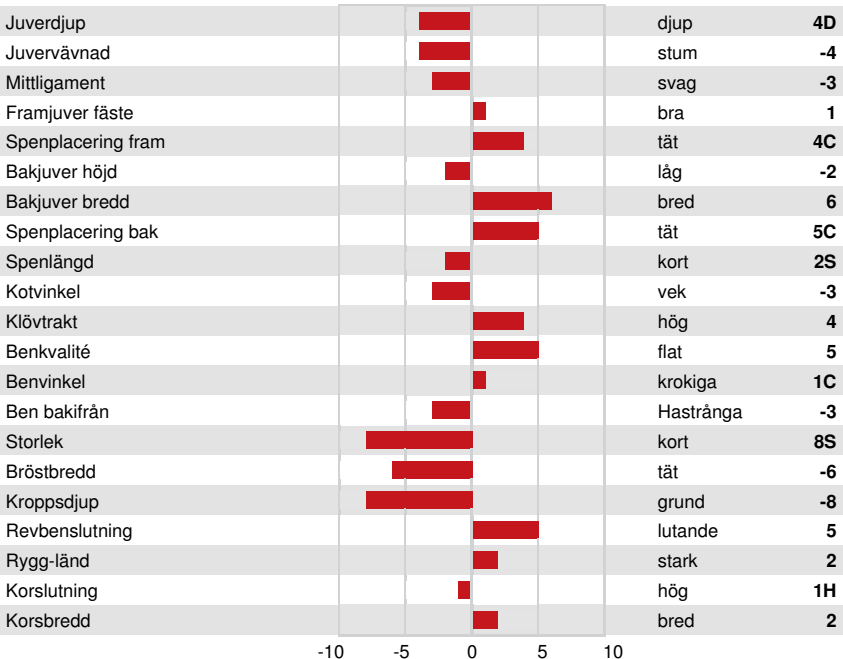 Juverdjup djup 4D
Juvervävnad stum -4
Mittligament svag -3
Framjuver fäste bra 1
Spenplacering fram tät 4C
Bakjuver höjd låg -2
Bakjuver bredd bred 6
Spenplacering bak tät 5C
Spenlängd kort 2S
Kotvinkel vek -3
Klövtrakt hög 4
Benkvalité flat 5
Benvinkel krokiga 1C
Ben bakifrån Hastrånga -3
Storlek kort 8S
Bröstbredd tät -6
Kroppsdjup grund -8
Revbenslutning lutande 5
Rygg-länd stark 2
Korslutning hög 1H
Korsbredd bred 2
-10 -5 0 5 10